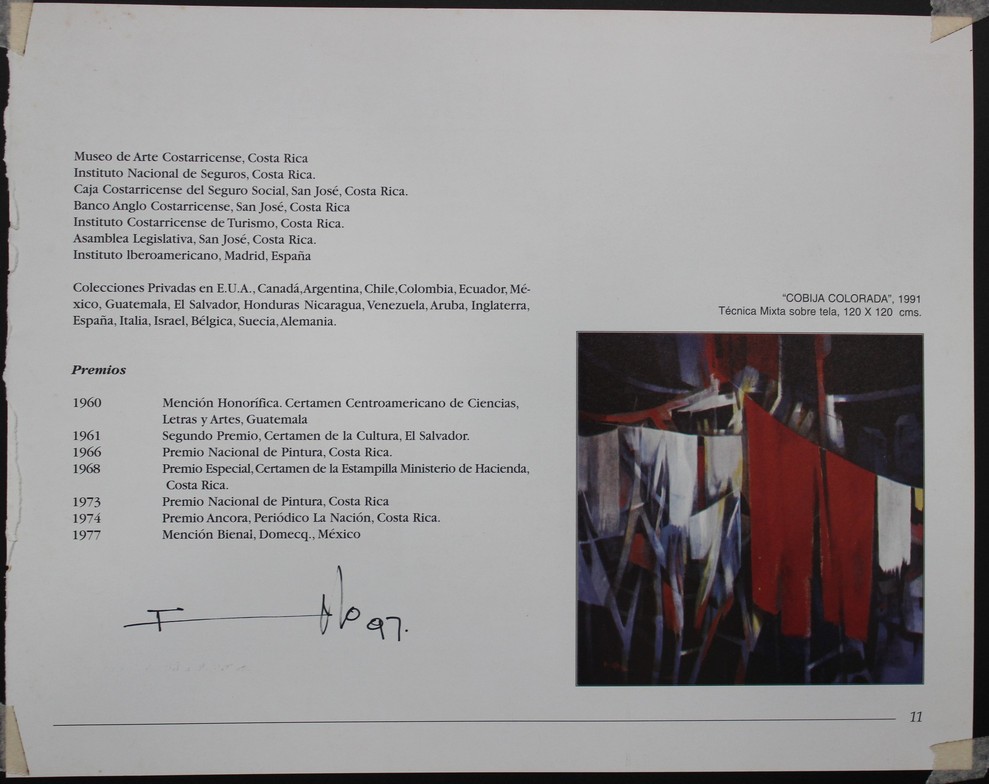 Museo de Arte Costarricense, Costa Rica
Instituto Nacional de Seguros, Costa Rica.
Caja Costarricense del Seguro Social, San José, Costa Rica.
Banco Anglo Costarricense, San José, Costa Rica
Instituto Costarricense de Turismo, Costa Rica.
Asamblea Legislativa, San José, Costa Rica.
Instituto Iberoamericano, Madrid, España
Colecciones Privadas en E.U.A., Canadá, Argentina, Chile, Colombia, Ecuador, Mé-
xico, Guatemala, El Salvador, Honduras Nicaragua, Venezuela, Aruba, Inglaterra,
España, Italia, Israel, Bélgica, Suecia, Alemania.
Premios
1960 Mención Honorífica. Certamen Centroamericano de Ciencias,
Letras y Artes, Guatemala
1961 Segundo Premio, Certamen de la Cultura, El Salvador.
1966 Premio Nacional de Pintura, Costa Rica.
1968 Premio Especial, Certamen de la Estampilla Ministerio de Hacienda,
Costa Rica.
1973 Premio Nacional de Pintura, Costa Rica
1974 Premio Ancora, Periódico La Nación, Costa Rica.
1977 Mención Bienal, Domecq., México
97.
"COBIJA COLORADA", 1991
Técnica Mixta sobre tela, 120 X 120 cms.
11